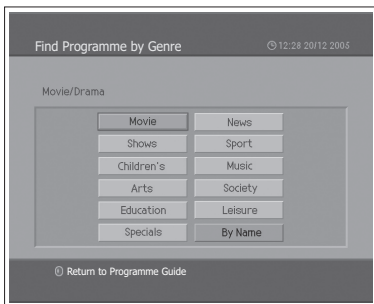 Find Programme by Genre 12:28 20/12 2005
Movie/Drama
Movie News
Shows Sport
Children's Music
Arts Society
Education Leisure
Specials By Name
Return to Programme Guide